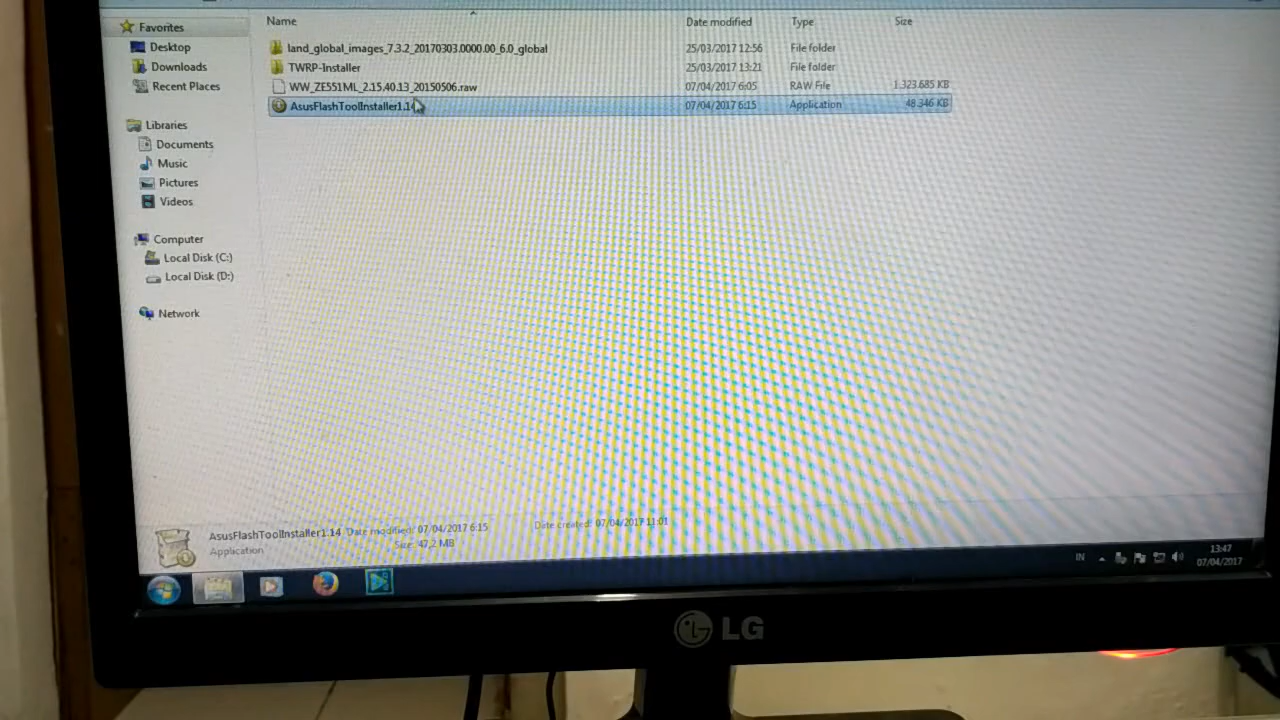 Name Date modified Type Size
Favorites
Desktop
Downloads
Recent Places
Libraries
Documents
Music
Pictures
Videos
Computer
Local Disk (C:)
Local Disk (D:)
Network
land_global_images_7.3.2_20170303.0000.00_6.0_global 25/03/2017 12:56 File folder
TWRP-Installer 25/03/2017 13:21 File folder
WW_ZE551ML_2.15.40.13_20150506.raw 07/04/2017 6:05 RAW File 1.323.685 KB
AsusFlashToolInstaller1.14 07/04/2017 6:15 Application 48.346 KB
AsusFlashToolInstaller1.14 Date modified: 07/04/2017 6:15 Date created: 07/04/2017 11:01
Application Size: 47,2 MB
IN 13:47
07/04/2017
LG